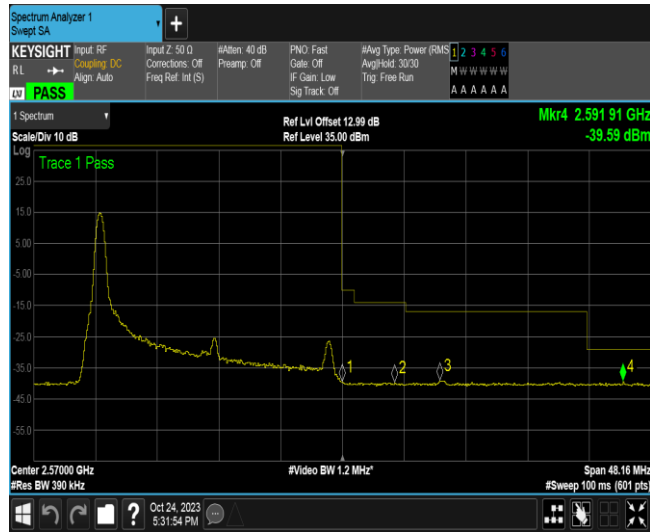 Spectrum Analyzer 1
Swept SA
KEYSIGHT
RL
LXI
PASS
Input: RF
Coupling: DC
Align: Auto
Input Z: 50 Ω
Corrections: Off
Freq Ref: Int (S)
#Atten: 40 dB
Preamp: Off
PNO: Fast
Gate: Off
IF Gain: Low
Sig Track: Off
#Avg Type: Power (RMS
Avg|Hold: 30/30
Trig: Free Run
1 2 3 4 5 6
M W W W W W
A A A A A A
1 Spectrum
Scale/Div 10 dB
Ref Lvl Offset 12.99 dB
Ref Level 35.00 dBm
Mkr4 2.591 91 GHz
-39.59 dBm
Log
Trace 1 Pass
25.0
15.0
5.00
-5.00
-15.0
-25.0
-35.0
-45.0
-55.0
1
2
3
4
Center 2.57000 GHz
#Video BW 1.2 MHz*
Span 48.16 MHz
#Res BW 390 kHz
#Sweep 100 ms (601 pts)
?
Oct 24, 2023
5:31:54 PM